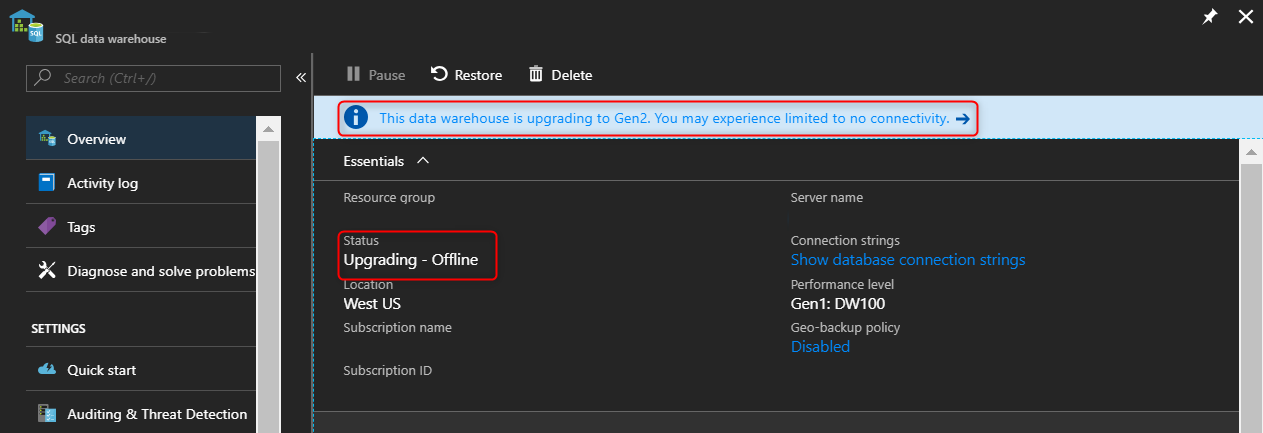 SQL data warehouse
Search (Ctrl+/)
«
Overview
Activity log
Tags
Diagnose and solve problems
SETTINGS
Quick start
Auditing & Threat Detection
Pause
Restore
Delete
This data warehouse is upgrading to Gen2. You may experience limited to no connectivity. →
Essentials
Resource group
Status
Upgrading - Offline
Location
West US
Subscription name
Subscription ID
Server name
Connection strings
Show database connection strings
Performance level
Gen1: DW100
Geo-backup policy
Disabled